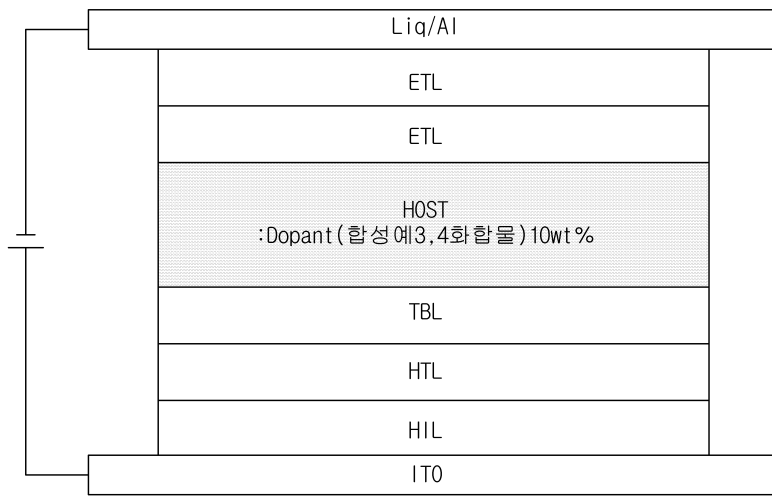 Liq/Al
ETL
ETL
HOST
:Dopant(합성예3,4화합물)10wt%
TBL
HTL
HIL
ITO